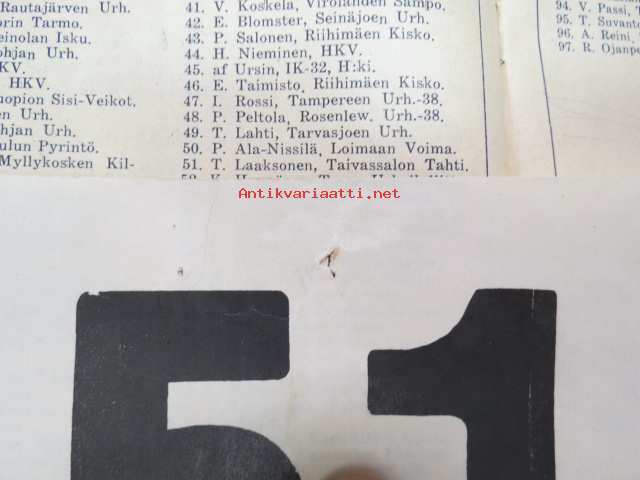 Rautajärven Urh.
orin Tarmo.
einolan Isku.
ohjan Urh.
KV.
HKV.
uopion Sisi-Veikot.
en Urh.
hjan Urh.
ulun Pyrintö.
Myllykosken Kil-
41. V. Koskela, Virolahden Sampo.
42. E. Blomster, Seinäjoen Urh.
43. P. Salonen, Riihimäen Kisko.
44. H. Nieminen, HKV.
45. af Ursin, IK-32, H:ki.
46. E. Taimisto, Riihimäen Kisko.
47. I. Rossi, Tampereen Urh.-38.
48. P. Peltola, Rosenlew. Urh.-38.
49. T. Lahti, Tarvasjoen Urh.
50. P. Ala-Nissilä, Loimaan Voima.
51. T. Laaksonen, Taivassalon Tahti.
52. K.
94. V. Passi, T
95. T. Suvanto
96. A. Reini,
97. R. Ojanpe
Antikvariaatti.net
51